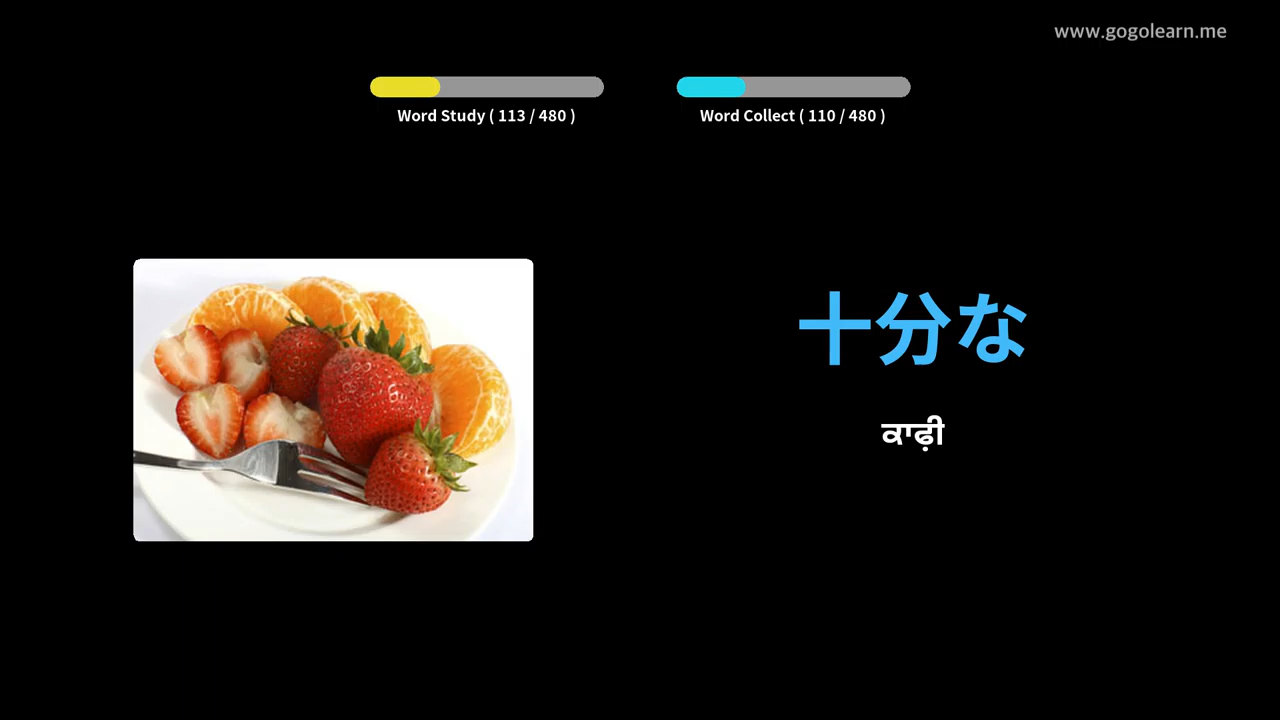 www.gogolearn.me
Word Study ( 113 / 480 )
Word Collect ( 110 / 480 )
十分な
ਕਾਫ਼ੀ